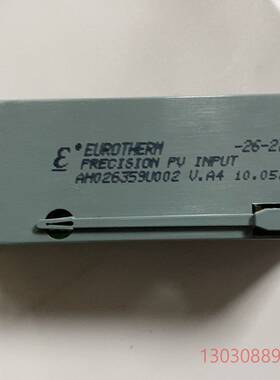 ε® EUROTHERM -26-2
PRECISION PV INPUT
AH026359U002 V.A4 10.05
13030889